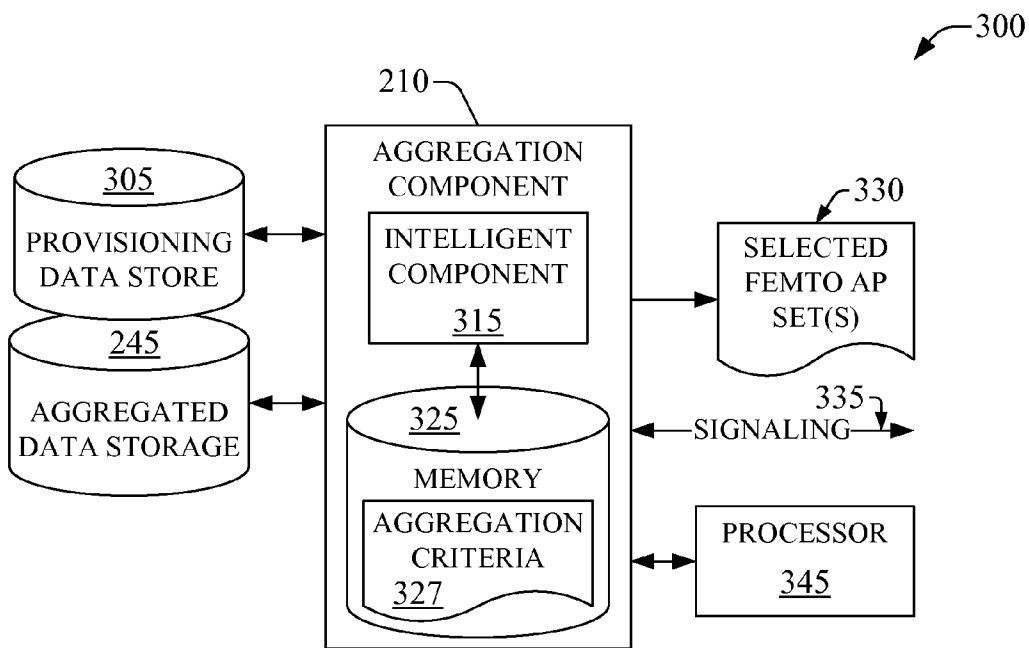 300
210
305
PROVISIONING
DATA STORE
245
AGGREGATED
DATA STORAGE
AGGREGATION
COMPONENT
INTELLIGENT
COMPONENT
315
325
MEMORY
AGGREGATION
CRITERIA
327
330
SELECTED
FEMTO AP
SET(S)
335
SIGNALING
PROCESSOR
345